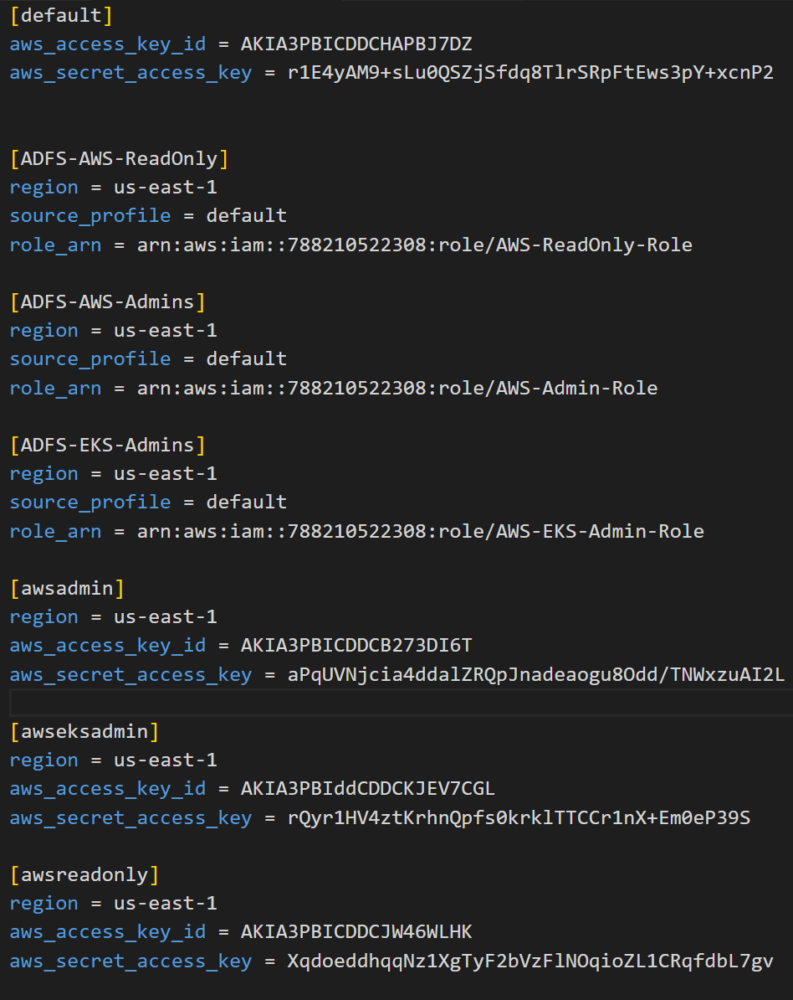 [default]
aws_access_key_id = AKIA3PBICDDCHAPBJ7DZ
aws_secret_access_key = r1E4yAM9+sLu0QSZjSfdq8TlrSRpFtEws3pY+xcnP2
[ADFS-AWS-ReadOnly]
region = us-east-1
source_profile = default
role_arn = arn:aws:iam::788210522308:role/AWS-ReadOnly-Role
[ADFS-AWS-Admins]
region = us-east-1
source_profile = default
role_arn = arn:aws:iam::788210522308:role/AWS-Admin-Role
[ADFS-EKS-Admins]
region = us-east-1
source_profile = default
role_arn = arn:aws:iam::788210522308:role/AWS-EKS-Admin-Role
[awsadmin]
region = us-east-1
aws_access_key_id = AKIA3PBICDDCB273DI6T
aws_secret_access_key = aPqUVNjcia4ddalZRQpJnadeaogu8Odd/TNWxzuAI2L
[awseksadmin]
region = us-east-1
aws_access_key_id = AKIA3PBIddCDDCKJEV7CGL
aws_secret_access_key = rQyr1HV4ztKrhnQpfs0krklTTCCr1nX+Em0eP39S
[awsreadonly]
region = us-east-1
aws_access_key_id = AKIA3PBICDDCJW46WLHK
aws_secret_access_key = XqdoeddhqqNz1XgTyF2bVzFlNOqioZL1CRqfdbL7gv